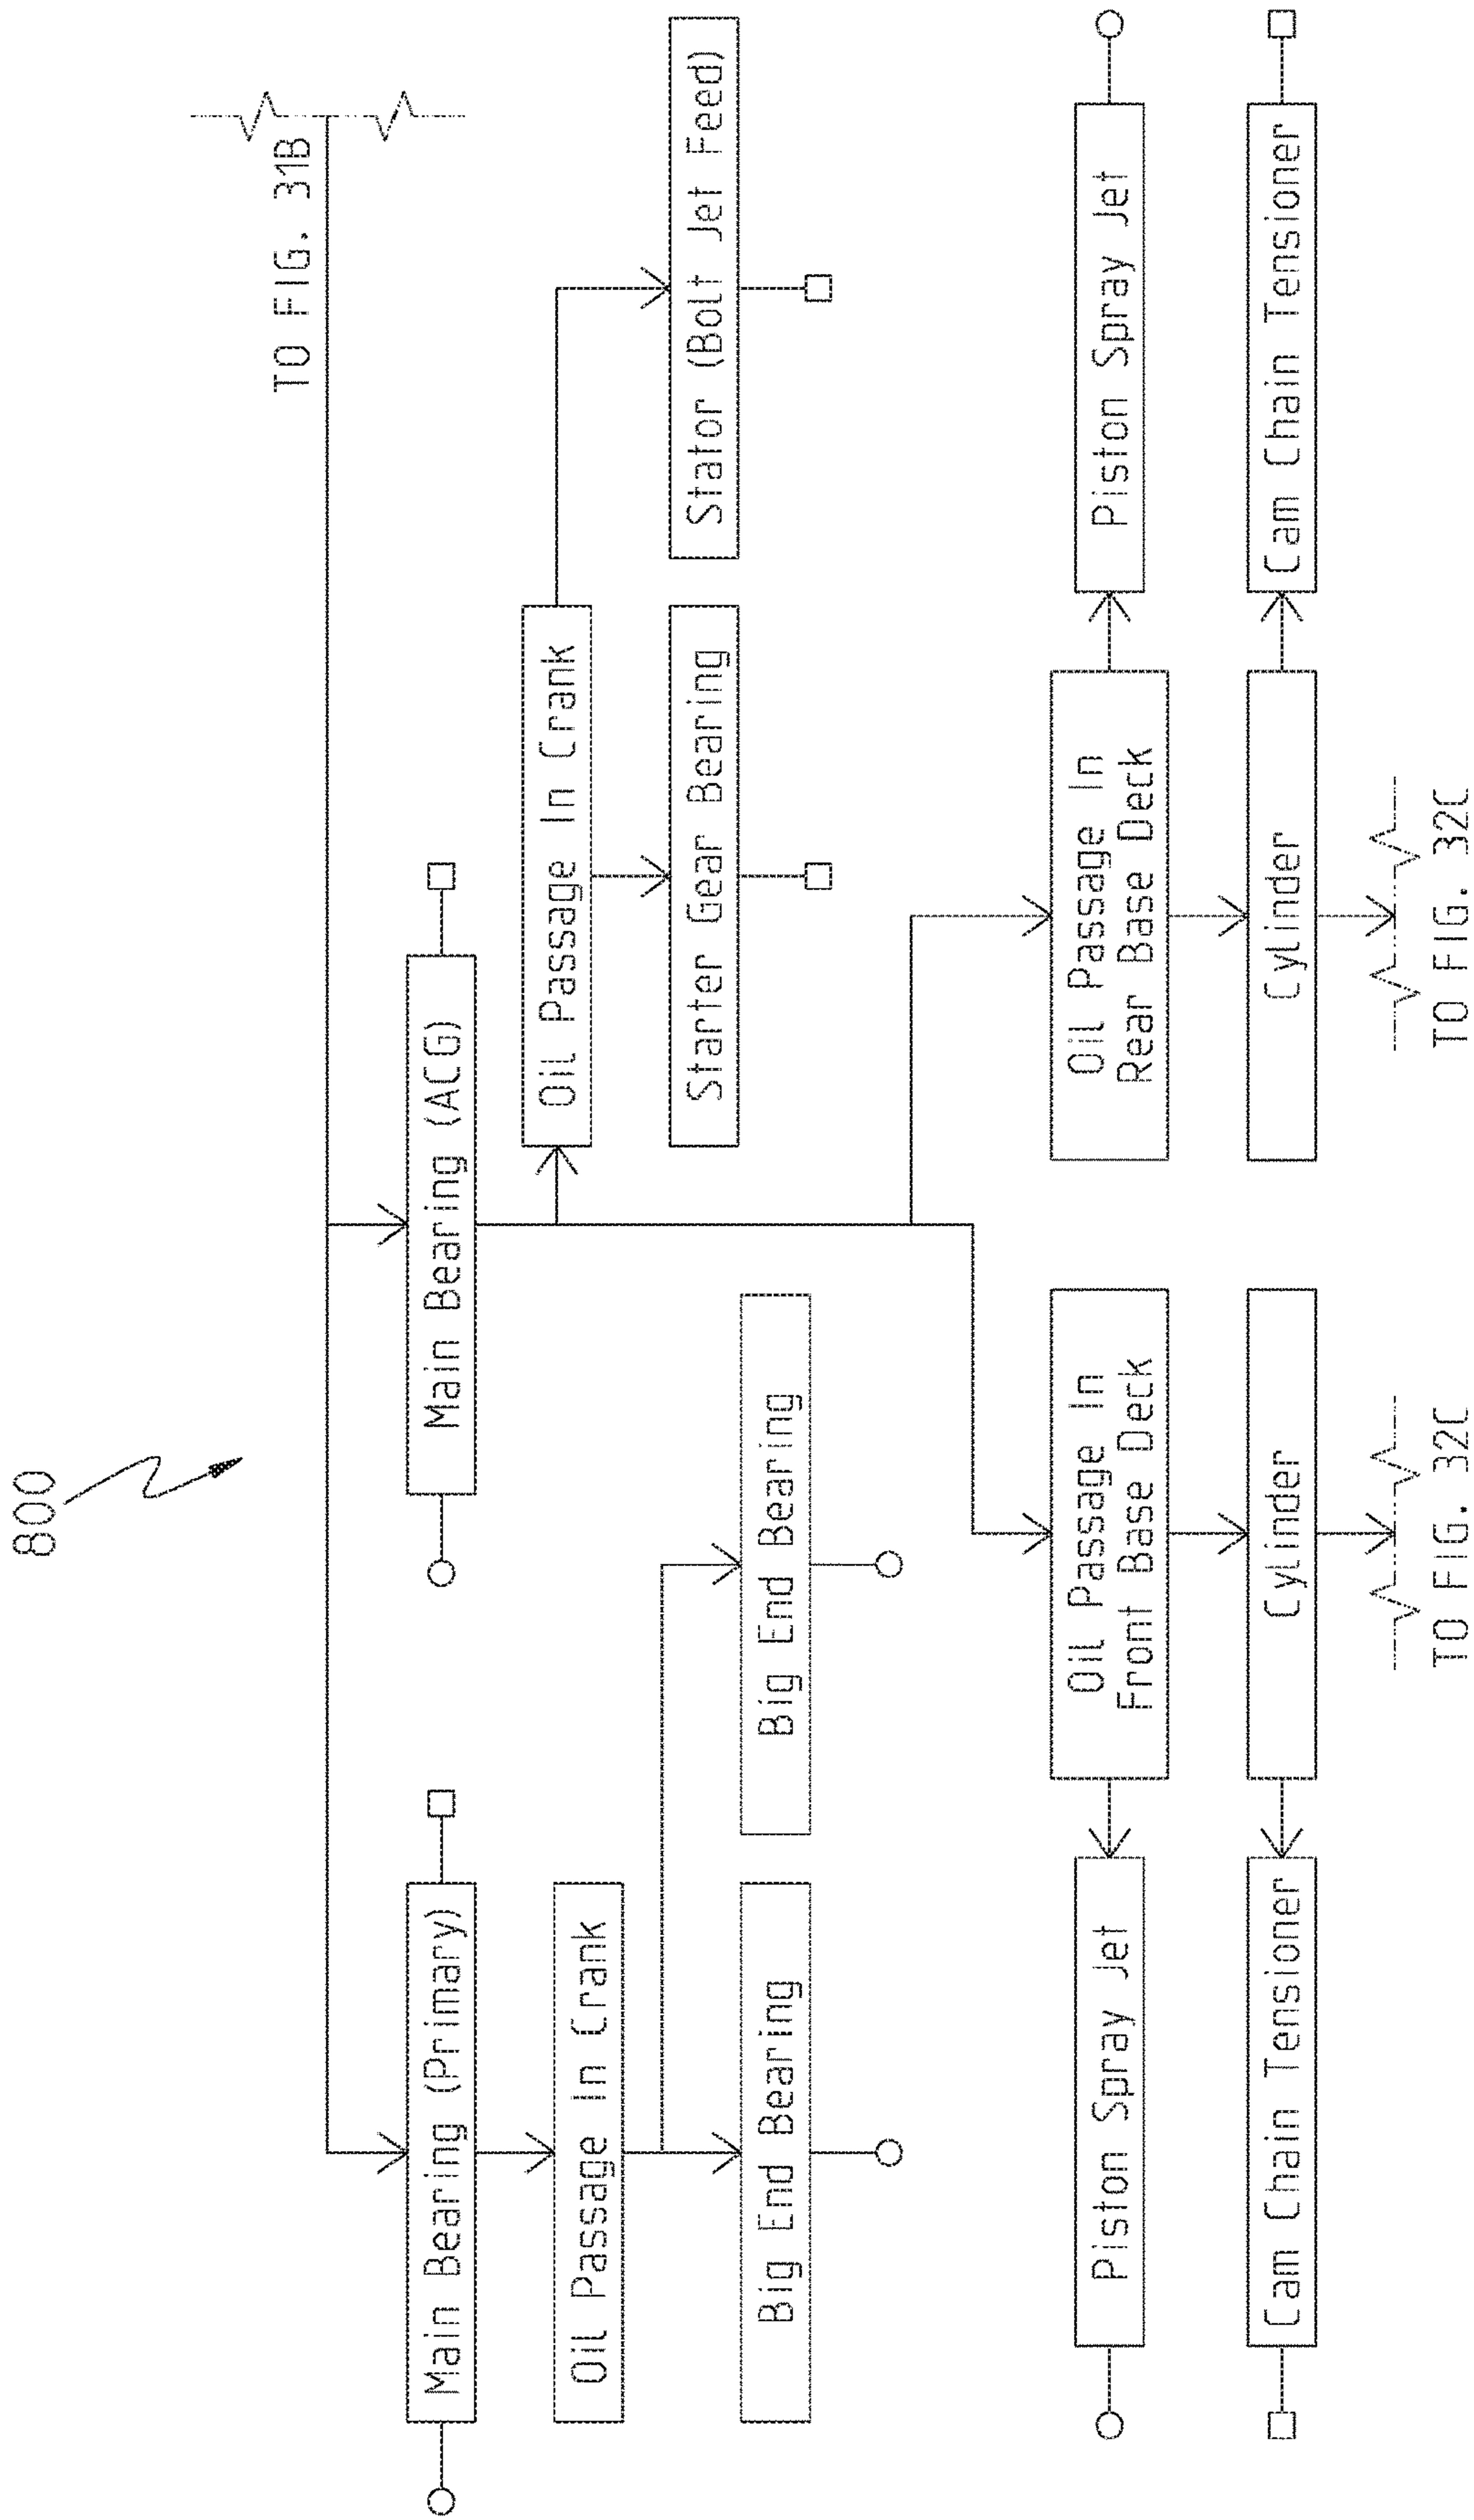 800
TO FIG. 31B
Main Bearing (Primary)
Main Bearing (ACG)
Oil Passage in Crank
Oil Passage In Crank
Big End Bearing
Big End Bearing
Starter Gear Bearing
Stator (Bolt Jet Feed)
Piston Spray Jet
Oil Passage In
Front Base Deck
Oil Passage In
Rear Base Deck
Piston Spray Jet
Cam Chain Tensioner
Cylinder
Cylinder
Cam Chain Tensioner
TO FIG. 32C
TO FIG. 32C